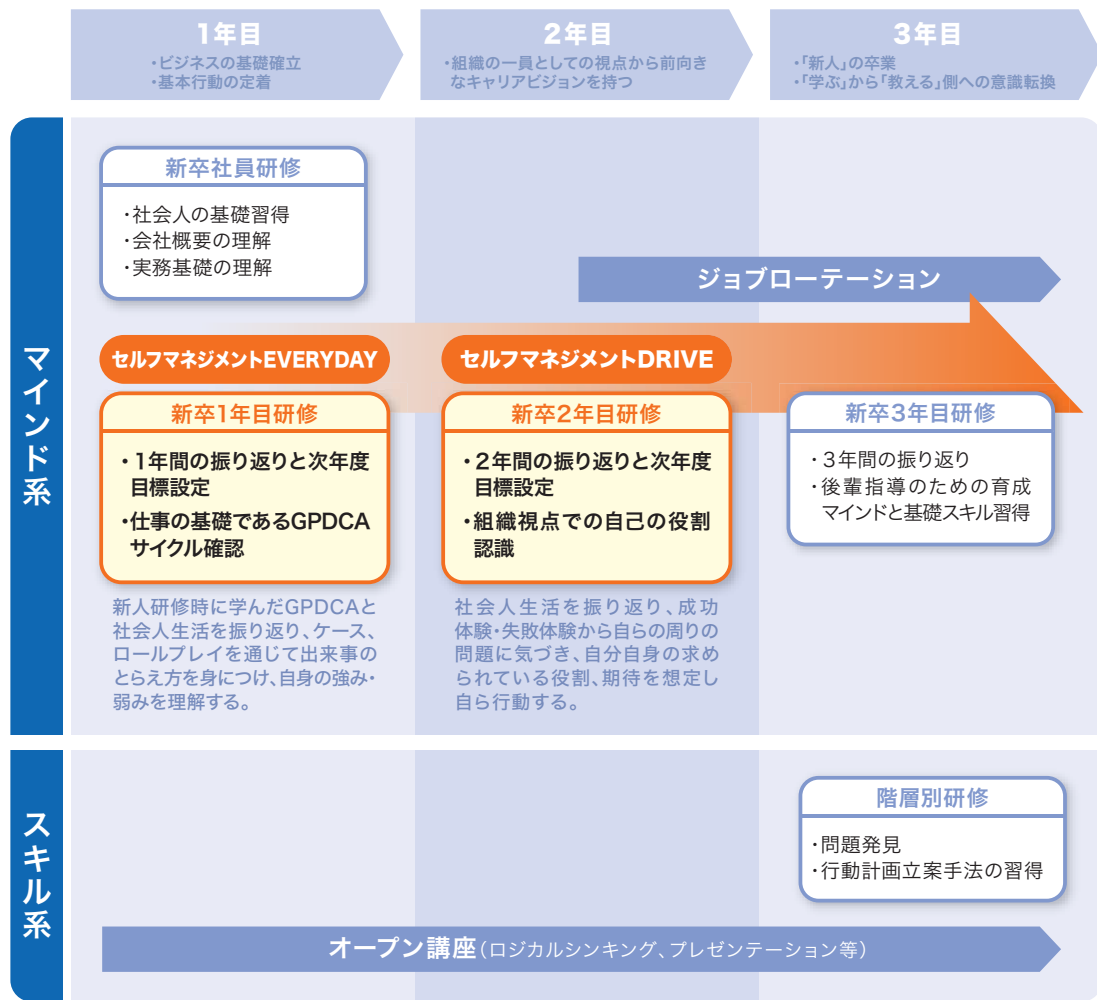 1年目
・ビジネスの基礎確立
・基本行動の定着
2年目
・組織の一員としての視点から前向き
なキャリアビジョンを持つ
3年目
・「新人」の卒業
・「学ぶ」から「教える」側への意識転換
マインド系
新卒社員研修
・社会人の基礎習得
・会社概要の理解
・実務基礎の理解
ジョブローテーション
セルフマネジメントEVERYDAY
新卒1年目研修
・1年間の振り返りと次年度
目標設定
・仕事の基礎であるGPDCA
サイクル確認
新人研修時に学んだGPDCAと
社会人生活を振り返り、ケース、
ロールプレイを通じて出来事の
とらえ方を身につけ、自身の強み・
弱みを理解する。
セルフマネジメントDRIVE
新卒2年目研修
・2年間の振り返りと次年度
目標設定
・組織視点での自己の役割
認識
社会人生活を振り返り、成功
体験・失敗体験から自らの周りの
問題に気づき、自分自身の求め
られている役割、期待を想定し
自ら行動する。
新卒3年目研修
・3年間の振り返り
・後輩指導のための育成
マインドと基礎スキル習得
スキル系
階層別研修
・問題発見
・行動計画立案手法の習得
オープン講座(ロジカルシンキング、プレゼンテーション等)